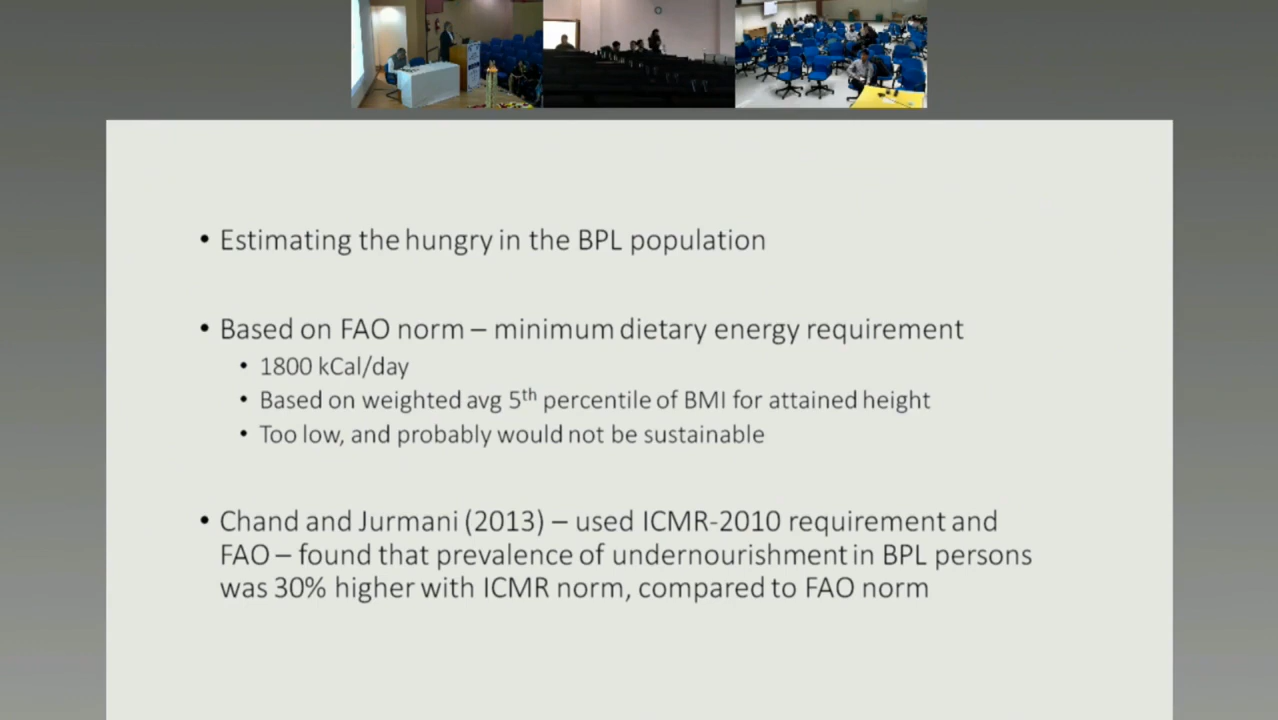 • Estimating the hungry in the BPL population
• Based on FAO norm – minimum dietary energy requirement
• 1800 kCal/day
• Based on weighted avg 5th percentile of BMI for attained height
• Too low, and probably would not be sustainable
• Chand and Jurmani (2013) – used ICMR-2010 requirement and
FAO – found that prevalence of undernourishment in BPL persons
was 30% higher with ICMR norm, compared to FAO norm